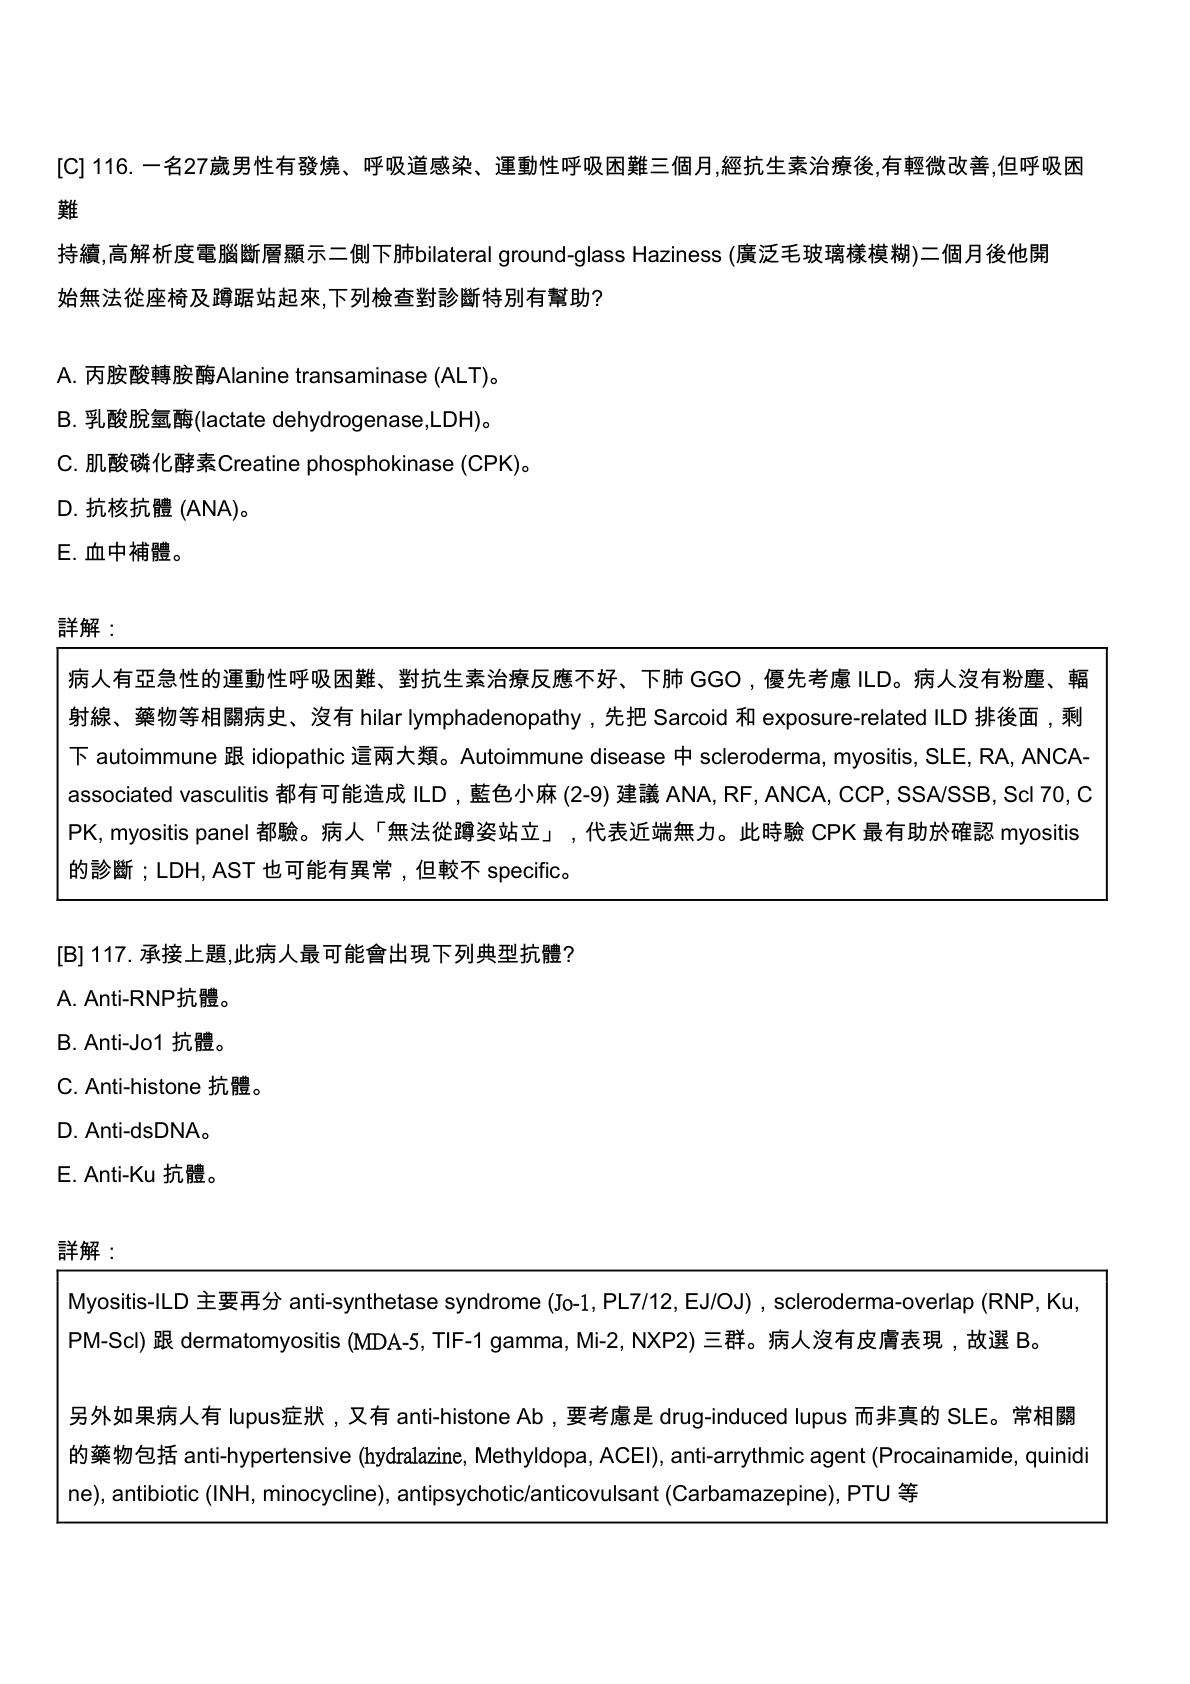 [C] 116. 一名27歲男性有發燒、呼吸道感染、運動性呼吸困難三個月,經抗生素治療後,有輕微改善,但呼吸困
難
持續,高解析度電腦斷層顯示二側下肺bilateral ground-glass Haziness (廣泛毛玻璃樣模糊)二個月後他開
始無法從座椅及蹲踞站起來,下列檢查對診斷特別有幫助?
A. 丙胺酸轉胺酶Alanine transaminase (ALT)。
B. 乳酸脫氫酶(lactate dehydrogenase,LDH)。
C. 肌酸磷化酵素Creatine phosphokinase (CPK)。
D. 抗核抗體 (ANA)。
E. 血中補體。
詳解：
病人有亞急性的運動性呼吸困難、對抗生素治療反應不好、下肺 GGO，優先考慮 ILD。病人沒有粉塵、輻
射線、藥物等相關病史、沒有 hilar lymphadenopathy，先把 Sarcoid 和 exposure-related ILD 排後面，剩
下 autoimmune 跟 idiopathic 這兩大類。Autoimmune disease 中 scleroderma, myositis, SLE, RA, ANCA-
associated vasculitis 都有可能造成 ILD，藍色小麻 (2-9) 建議 ANA, RF, ANCA, CCP, SSA/SSB, Scl 70, C
PK, myositis panel 都驗。病人「無法從蹲姿站立」，代表近端無力。此時驗 CPK 最有助於確認 myositis
的診斷；LDH, AST 也可能有異常，但較不 specific。
[B] 117. 承接上題,此病人最可能會出現下列典型抗體?
A. Anti-RNP抗體。
B. Anti-Jo1 抗體。
C. Anti-histone 抗體。
D. Anti-dsDNA。
E. Anti-Ku 抗體。
詳解：
Myositis-ILD 主要再分 anti-synthetase syndrome (Jo-1, PL7/12, EJ/OJ)，scleroderma-overlap (RNP, Ku,
PM-Scl) 跟 dermatomyositis (MDA-5, TIF-1 gamma, Mi-2, NXP2) 三群。病人沒有皮膚表現，故選 B。
另外如果病人有 lupus症狀，又有 anti-histone Ab，要考慮是 drug-induced lupus 而非真的 SLE。常相關
的藥物包括 anti-hypertensive (hydralazine, Methyldopa, ACEI), anti-arrythmic agent (Procainamide, quinidi
ne), antibiotic (INH, minocycline), antipsychotic/anticovulsant (Carbamazepine), PTU 等